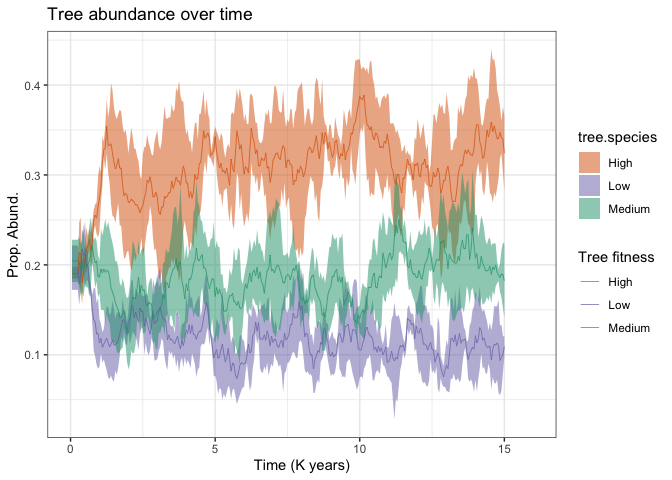 Tree abundance over time
Prop. Abund.
0.4
0.3
0.2
0.1
0
5
10
15
Time (K years)
tree.species
High
Low
Medium
Tree fitness
High
Low
Medium